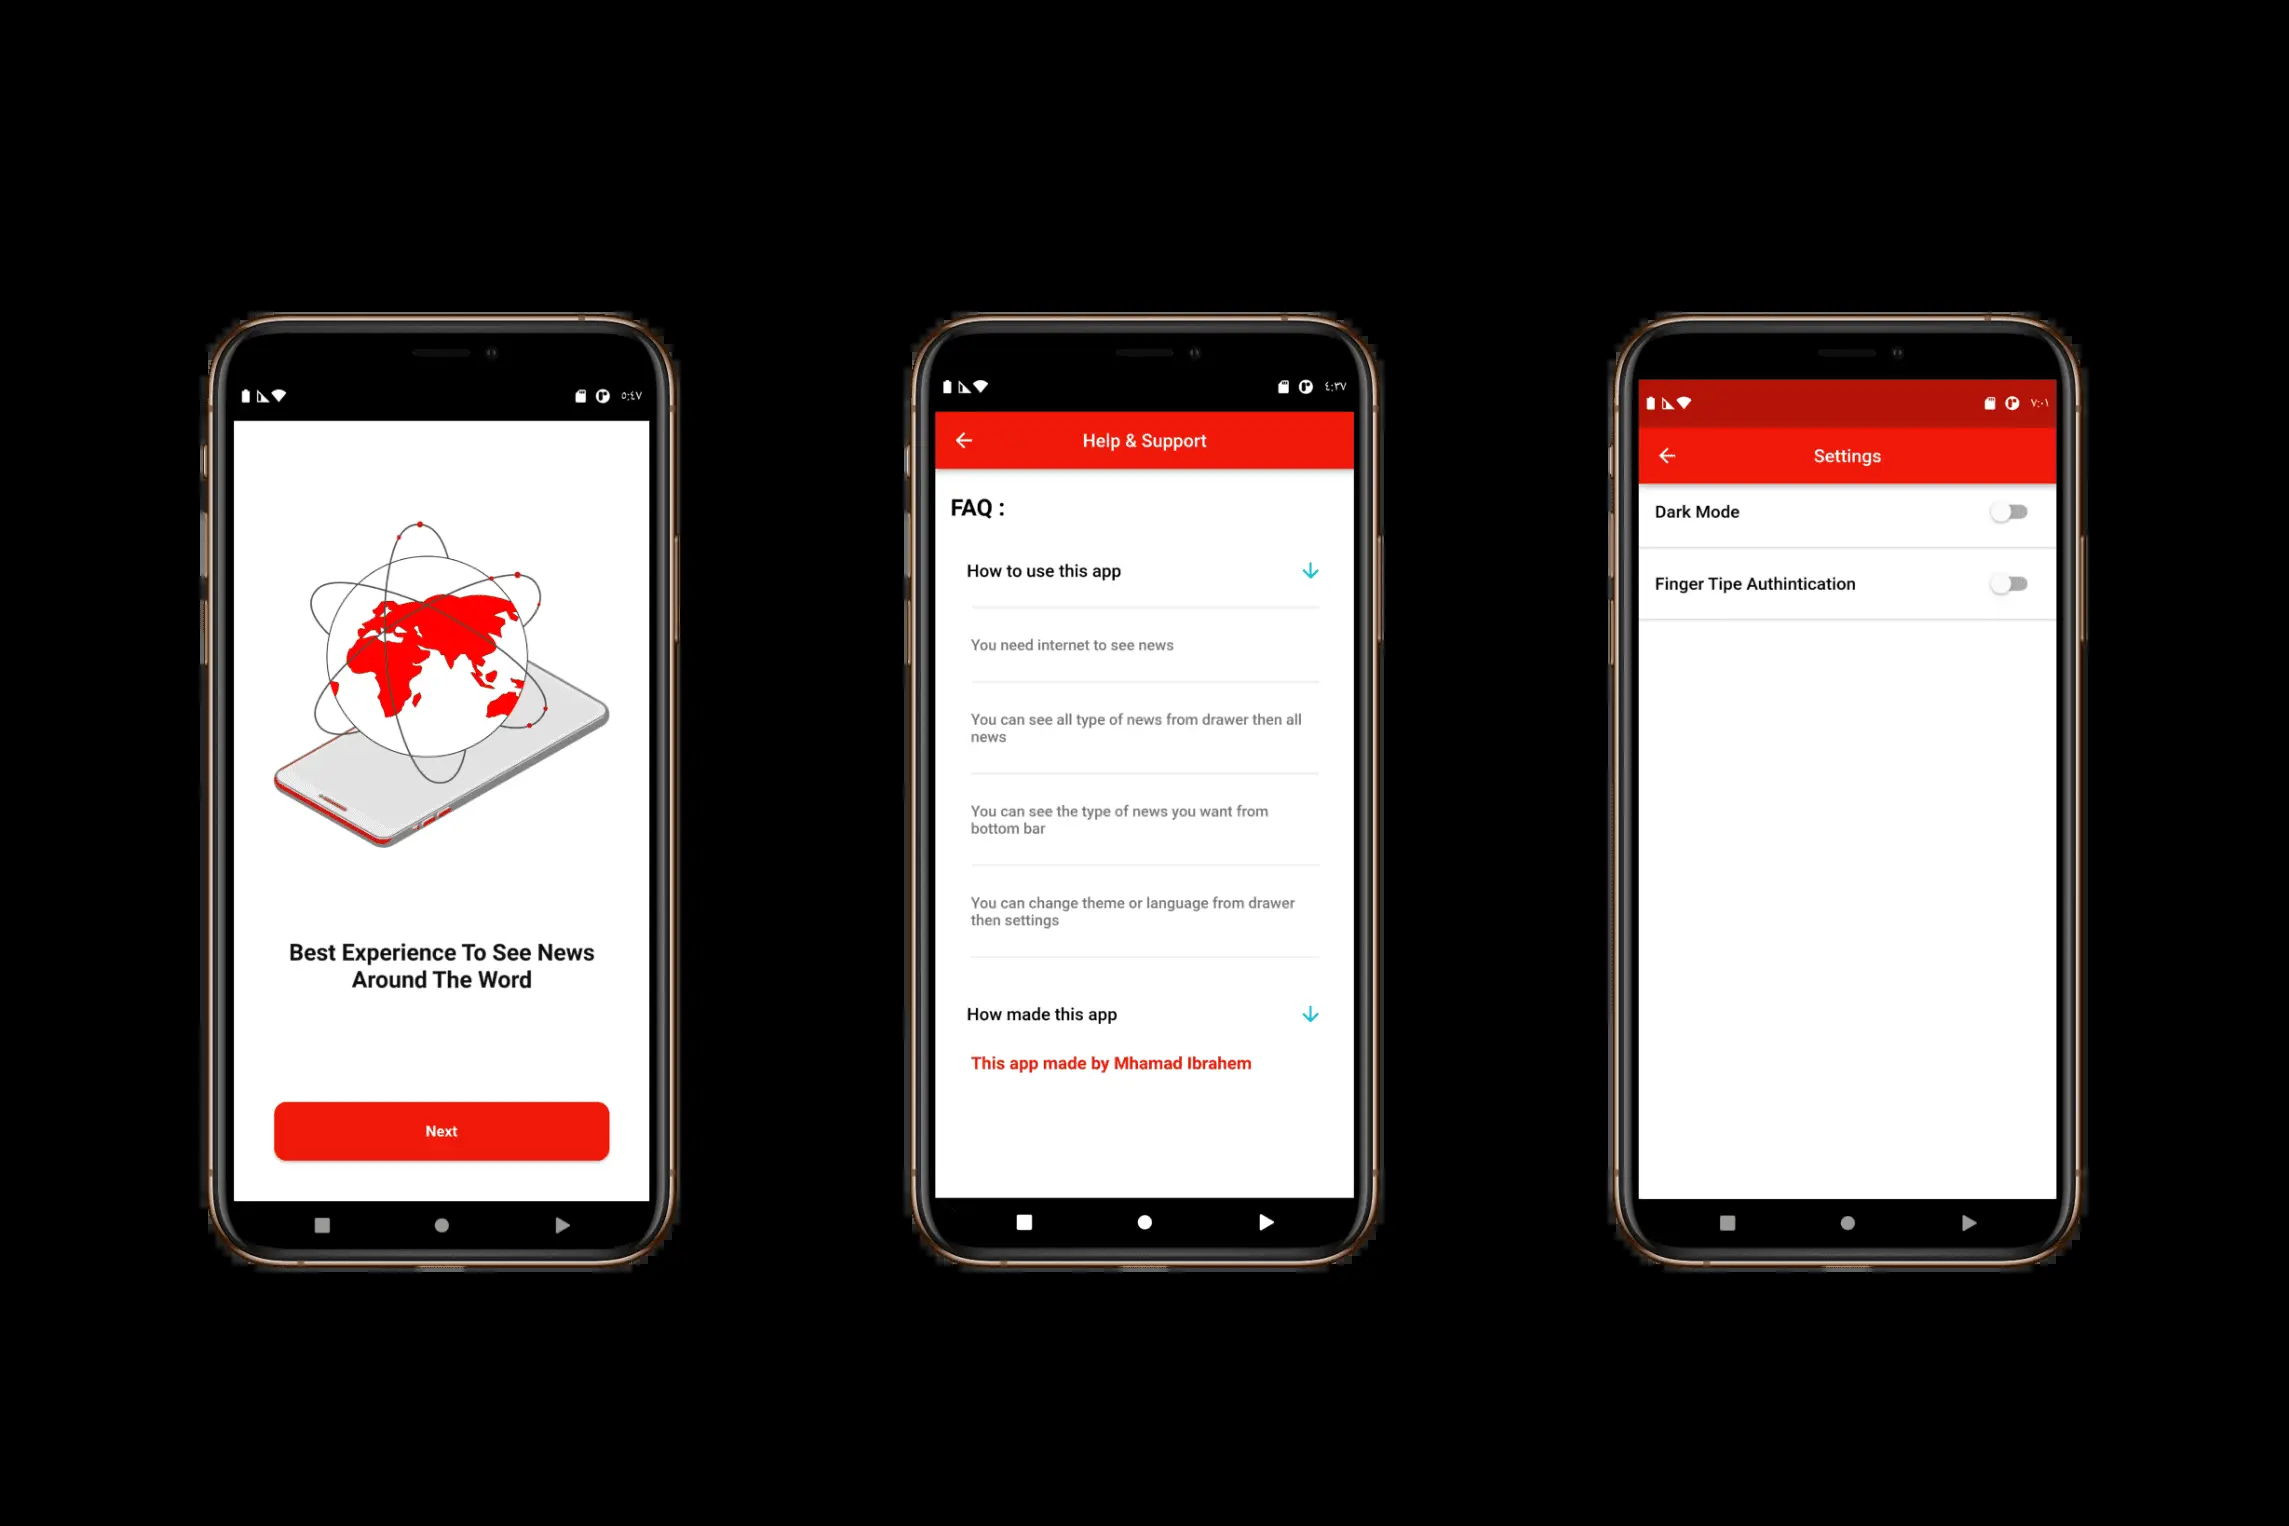 ٥:٤٧
Best Experience To See News
Around The Word
Next
٤:٣٧
Help & Support
FAQ :
How to use this app
You need internet to see news
You can see all type of news from drawer then all
news
You can see the type of news you want from
bottom bar
You can change theme or language from drawer
then settings
How made this app
This app made by Mhamad Ibrahem
٧:٠١
Settings
Dark Mode
Finger Tipe Authintication